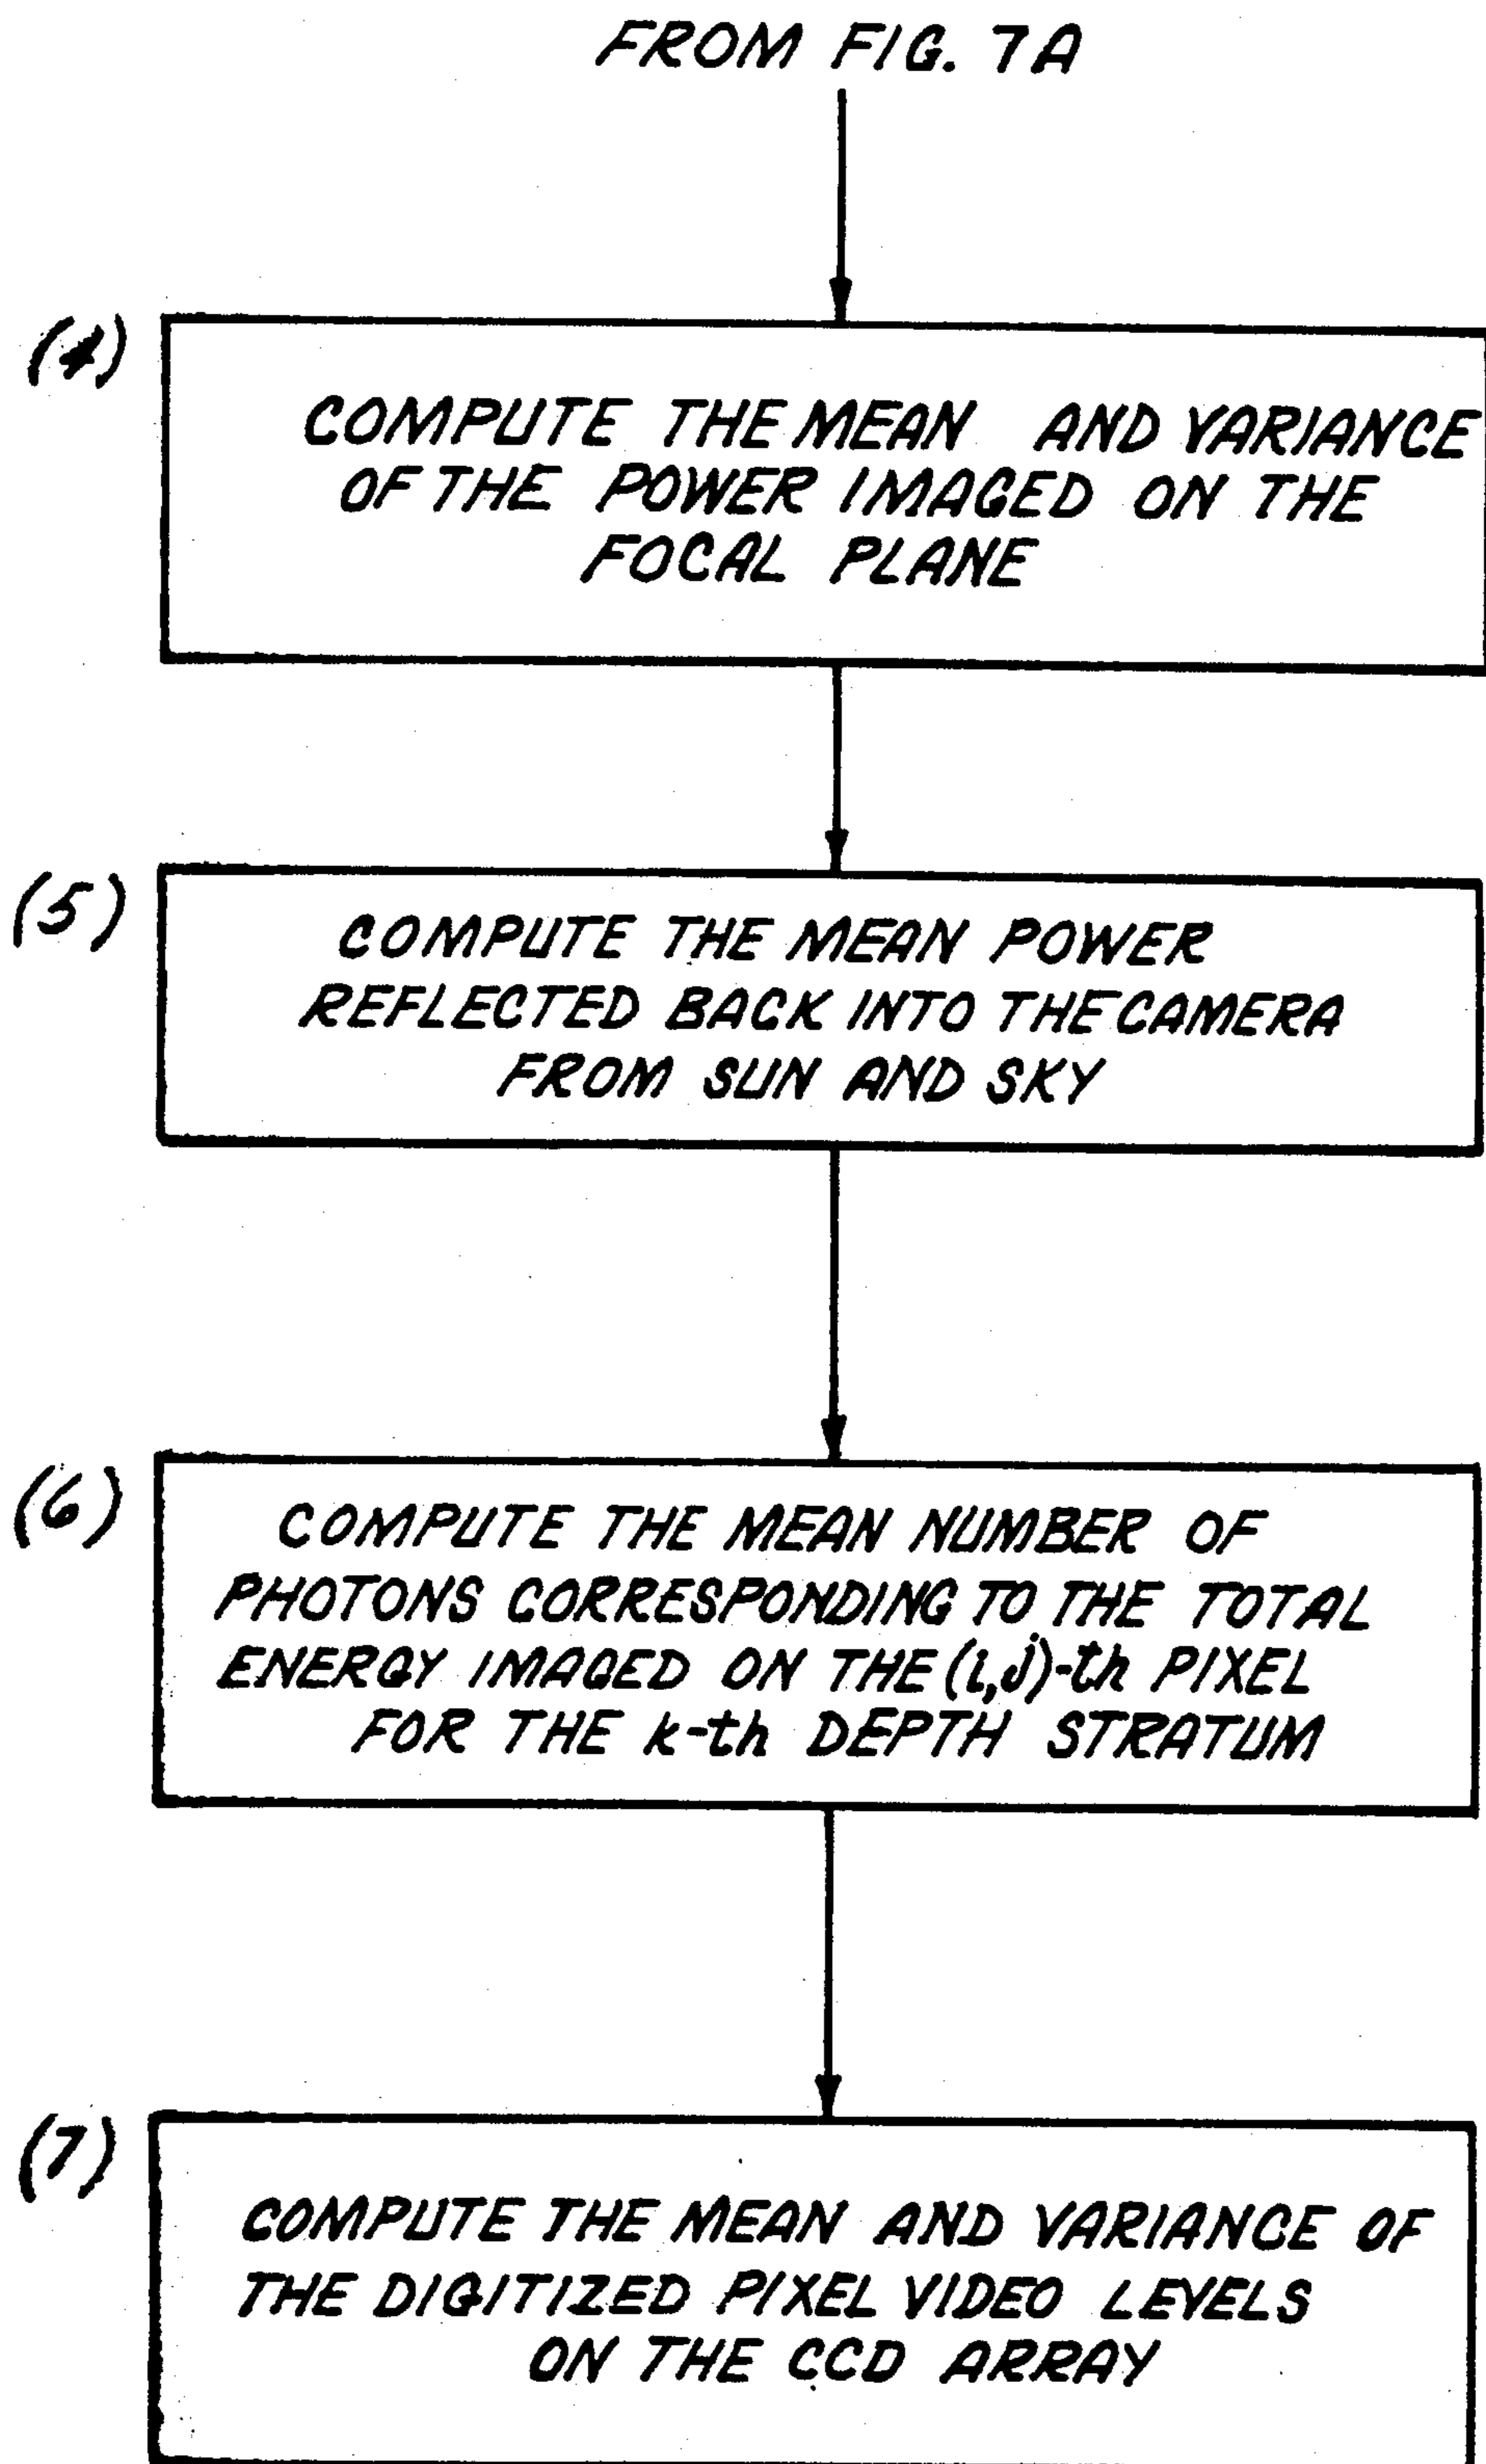 FROM FIG. 7A
(4)
COMPUTE THE MEAN AND VARIANCE
OF THE POWER IMAGED ON THE
FOCAL PLANE
(5)
COMPUTE THE MEAN POWER
REFLECTED BACK INTO THE CAMERA
FROM SUN AND SKY
(6)
COMPUTE THE MEAN NUMBER OF
PHOTONS CORRESPONDING TO THE TOTAL
ENERGY IMAGED ON THE (i,j)-th PIXEL
FOR THE k-th DEPTH STRATUM
(7)
COMPUTE THE MEAN AND VARIANCE OF
THE DIGITIZED PIXEL VIDEO LEVELS
ON THE CCD ARRAY